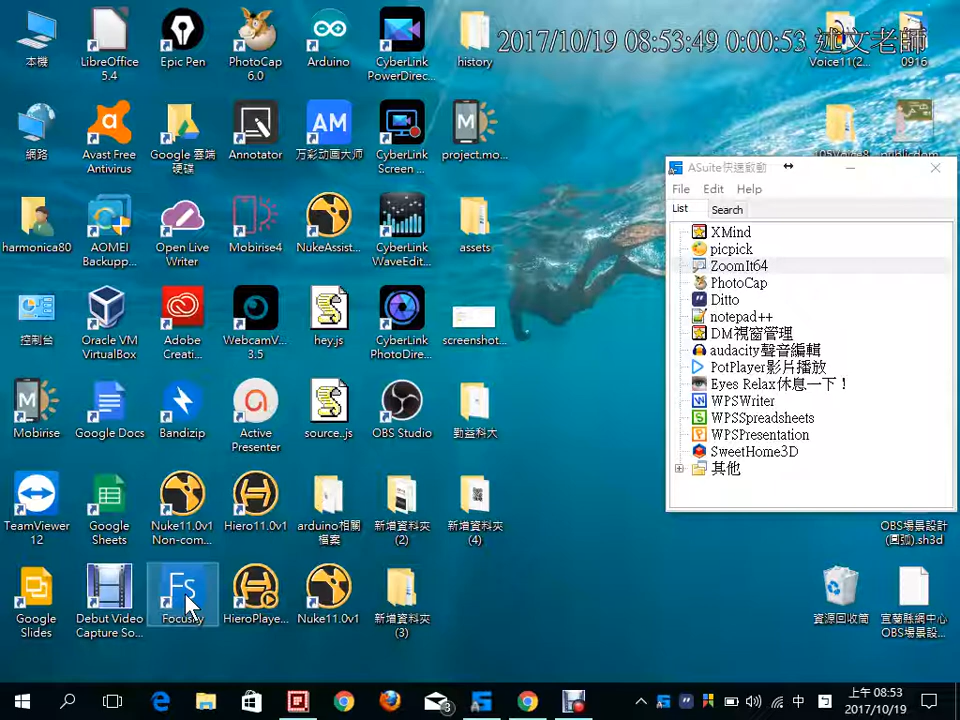 2017/10/19 08:53:49 0:00:53 述文老師
本機
LibreOffice
5.4
Epic Pen
PhotoCap
6.0
Arduino
CyberLink
PowerDirec...
history
Voice11(2...
0916
網路
Avast Free
Antivirus
Google 雲端
硬碟
Annotator
万彩动画大师
CyberLink
Screen ...
project.mo...
105Voice8
publicdom...
harmonica80
AOMEI
Backupp...
Open Live
Writer
Mobirise4
NukeAssist...
CyberLink
WaveEdit...
assets
控制台
Oracle VM
VirtualBox
Adobe
Creati...
WebcamV...
3.5
hey.js
CyberLink
PhotoDire...
screenshot...
Mobirise
Google Docs
Bandizip
Active
Presenter
source..js
OBS Studio
勤益科大
TeamViewer
12
Google
Sheets
Nuke11.0v1
Non-com...
Hiero11.0v1
arduino相關
檔案
新增資料夾
(2)
新增資料夾
(4)
OBS場景設計
(圓弧).sh3d
Google
Slides
Debut Video
Capture So...
Fs
HieroPlaye...
Nuke11.0v1
新增資料夾
(3)
資源回收筒
宜蘭縣網中心
OBS場景設...
ASuite快速啟動
File Edit Help
List Search
XMind
picpick
ZoomIt64
PhotoCap
Ditto
notepad++
DM視窗管理
audacity聲音編輯
PotPlayer影片播放
Eyes Relax休息一下！
WPSWriter
WPSSpreadsheets
WPSPresentation
SweetHome3D
其他
AM
3
中
上午 08:53
2017/10/19